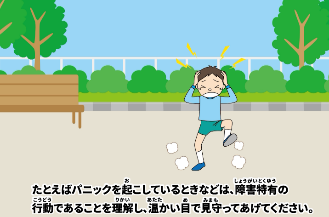 たとえばパニックを起こしているときなどは、障害特有の
行動であることを理解し、温かい目で見守ってあげてください。